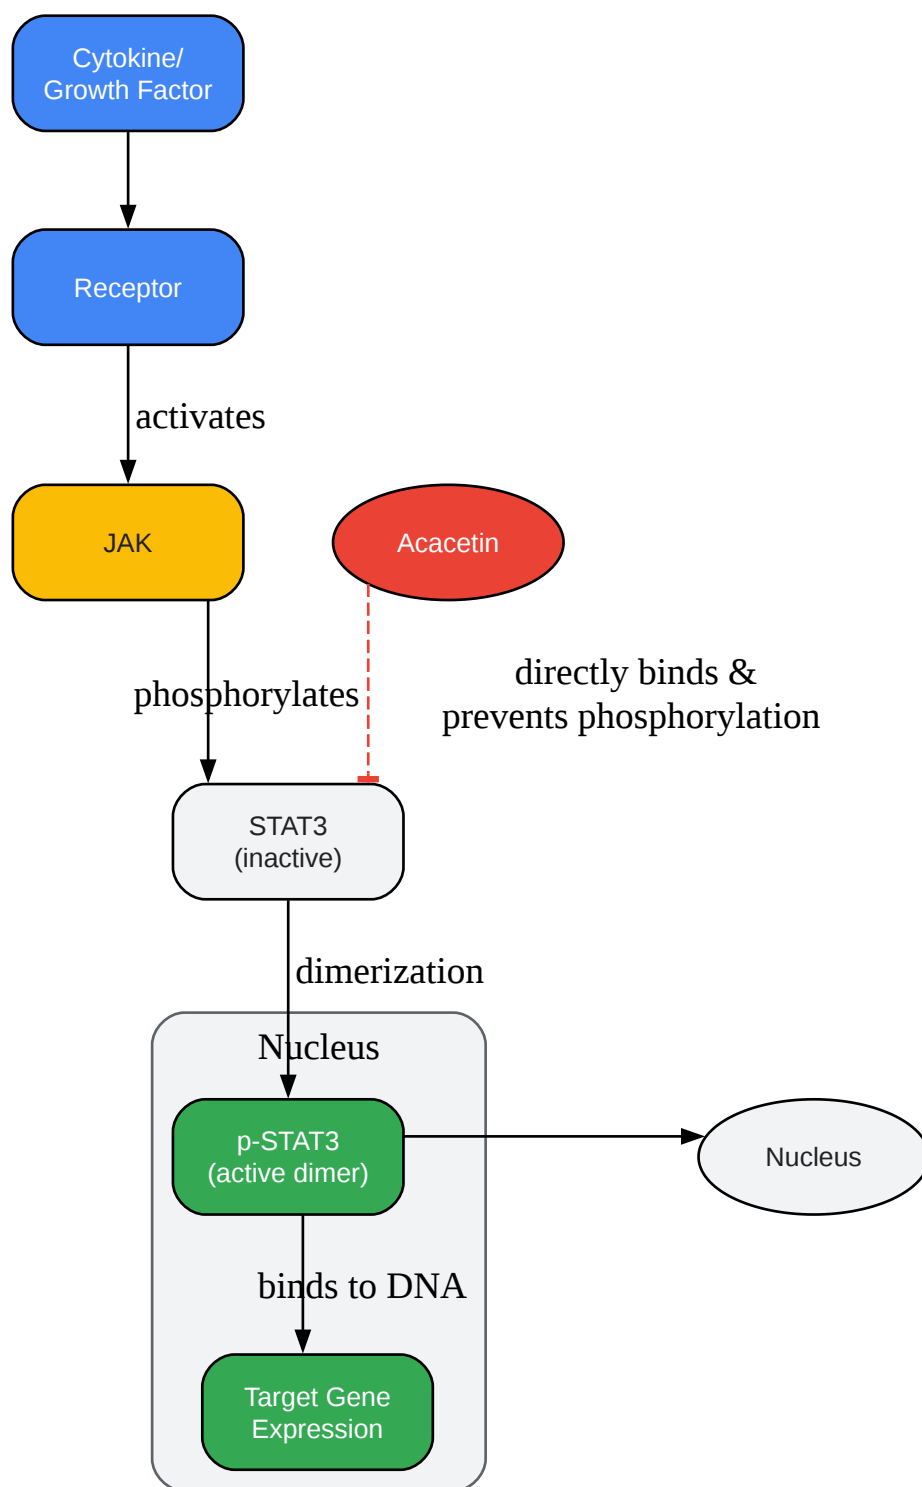 Cytokine/
Growth Factor
Receptor
activates
JAK
Acacetin
phosphorylates
directly binds &
prevents phosphorylation
STAT3
(inactive)
dimerization
Nucleus
p-STAT3
(active dimer)
Nucleus
binds to DNA
Target Gene
Expression